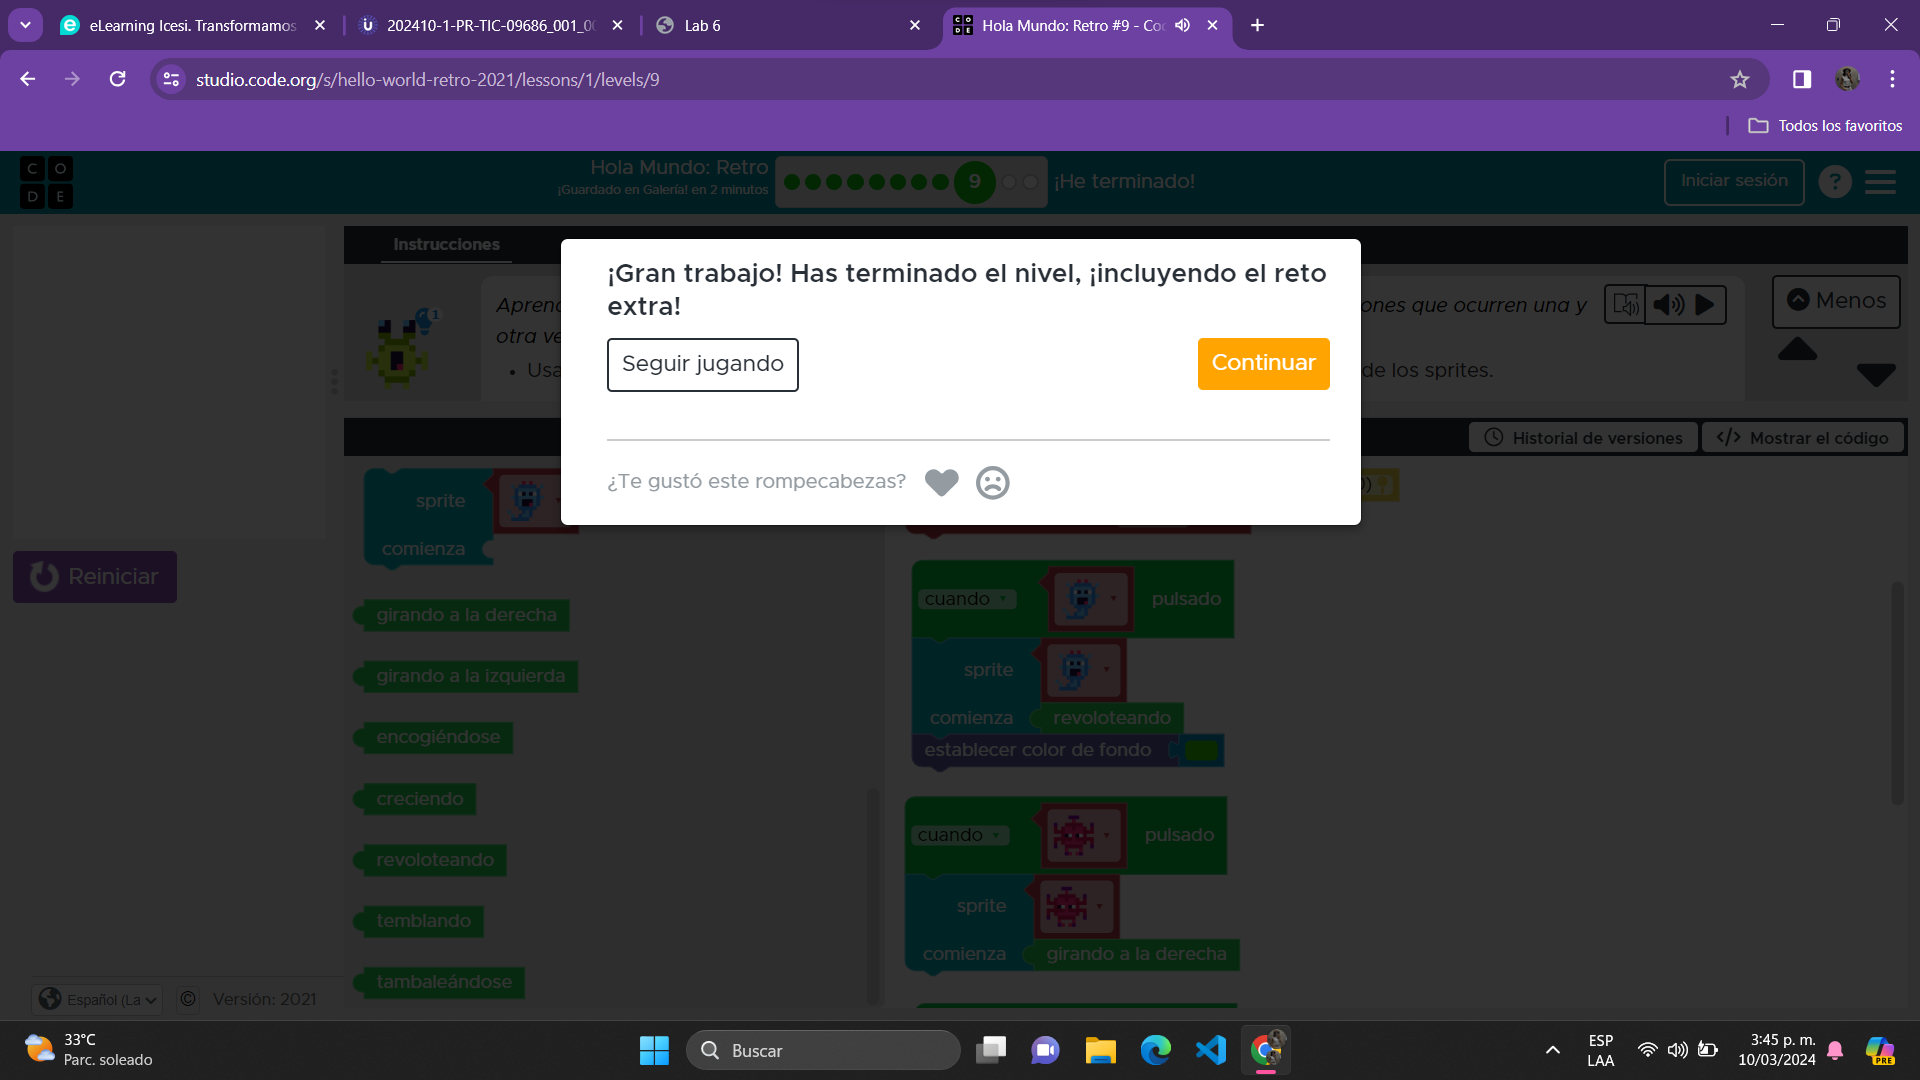 eLearning Icesi. Transformamos
202410-1-PR-TIC-09686_001_0
Lab 6
Hola Mundo: Retro #9 - Co
studio.code.org/s/hello-world-retro-2021/lessons/1/levels/9
Todos los favoritos
C O
D E
Hola Mundo: Retro
¡Guardado en Galería! en 2 minutos
9
¡He terminado!
Iniciar sesión
?
Instrucciones
¡Gran trabajo! Has terminado el nivel, ¡incluyendo el reto
extra!
Seguir jugando
Continuar
¿Te gustó este rompecabezas?
1
ones que ocurren una y
otra ve
Usa
de los sprites.
Menos
Historial de versiones
</> Mostrar el código
Reiniciar
sprite
comienza
girando a la derecha
girando a la izquierda
encogiéndose
creciendo
revoloteando
temblando
tambaleándose
cuando
pulsado
sprite
comienza
revoloteando
establecer color de fondo
cuando
pulsado
sprite
comienza
girando a la derecha
Español (La
©
Versión: 2021
33°C
Parc. soleado
Buscar
ESP
LAA
3:45 p. m.
10/03/2024
PRE